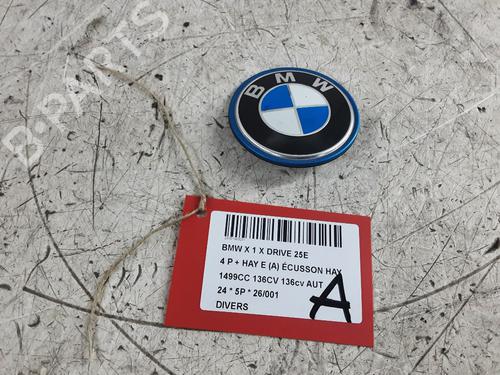 B-PARTS
BMW
BMW X 1 X DRIVE 25E
4 P + HAY E (A) ÉCUSSON HAY
1499CC 136CV 136cv AUT
24 * 5P * 26/001
DIVERS
A